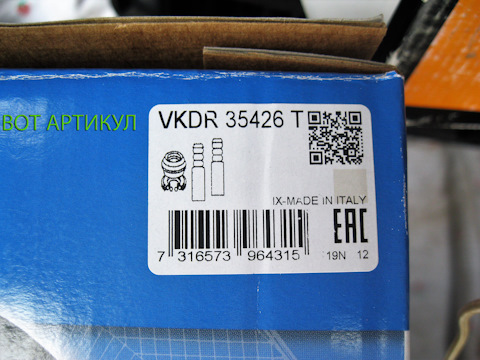 ВОТ АРТИКУЛ
VKDR 35426 T
IX-MADE IN ITALY
EAC
7 316573 964315
19N 12